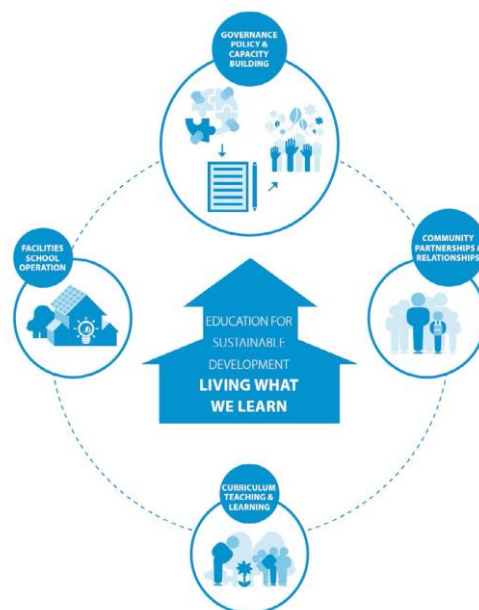 GOVERNANCE
POLICY &
CAPACITY
BUILDING
FACILITIES
SCHOOL
OPERATION
COMMUNITY
PARTNERSHIPS &
RELATIONSHIPS
EDUCATION FOR
SUSTAINABLE
DEVELOPMENT
LIVING WHAT
WE LEARN
CURRICULUM
TEACHING &
LEARNING